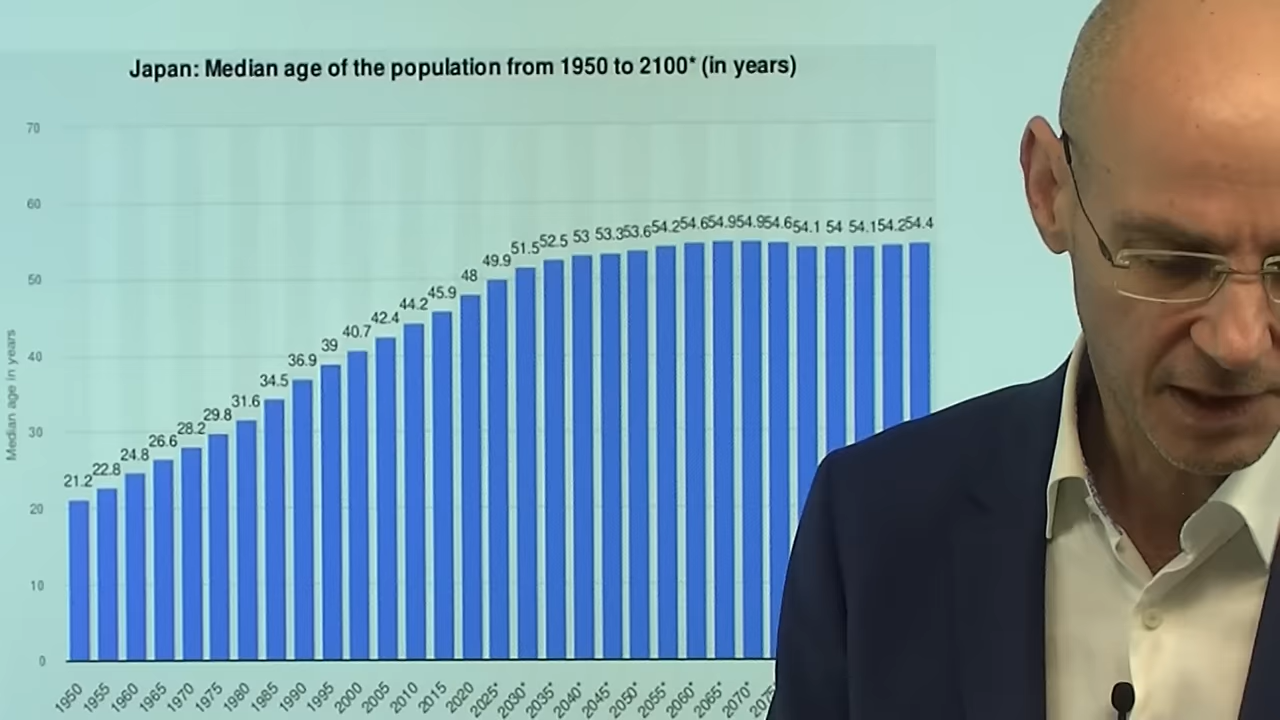 Japan: Median age of the population from 1950 to 2100* (in years)
Median age in years
70
60
50
40
30
20
10
0
21.2 22.8 24.8 26.6 28.2 29.8 31.6 34.5 36.9 39 40.7 42.4 44.2 45.9 48 49.9 51.5 52.5 53 53.3 53.6 54.2 54.6 54.9 54.9 54.6 54.1 54 54.1 54.2 54.4
1950 1955 1960 1965 1970 1975 1980 1985 1990 1995 2000 2005 2010 2015 2020 2025* 2030* 2035* 2040* 2045* 2050* 2055* 2060* 2065* 2070*